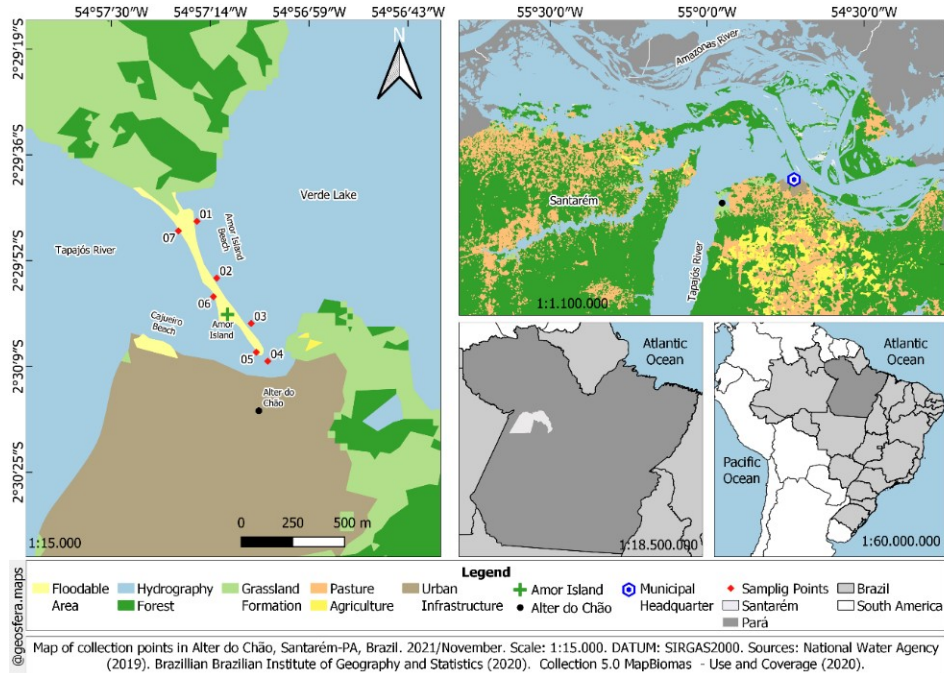 54°57'30"S 54°57'14"S 54°56'59"S 54°56'43"S
2°29'19"S
2°29'36"S
2°29'52"S
2°30'9"S
2°30'25"S
N
Verde Lake
Tapajós River
Amor Island
Beach
01
07
02
06
03
05
04
Amor
Island
Cajueiro
Beach
Alter do
Chão
0 250 500 m
1:15.000
55°30'S 55°00'S 54°30'S
Amazonas River
Santarém
Tapajós River
1:1.100.000
Atlantic
Ocean
1:18.500.000
Atlantic
Ocean
Pacific
Ocean
1:60.000.000
@geosfera.maps
Legend
Floodable
Area
Hydrography
Forest
Grassland
Formation
Pasture
Agriculture
Urban
Infrastructure
Amor Island
Alter do Chão
Municipal
Headquarter
Samplig Points
Santarém
Pará
Brazil
South America
Map of collection points in Alter do Chão, Santarém-PA, Brazil. 2021/November. Scale: 1:15.000. DATUM: SIRGAS2000. Sources: National Water Agency
(2019). Brazillian Brazilian Institute of Geography and Statistics (2020). Collection 5.0 MapBiomas - Use and Coverage (2020).